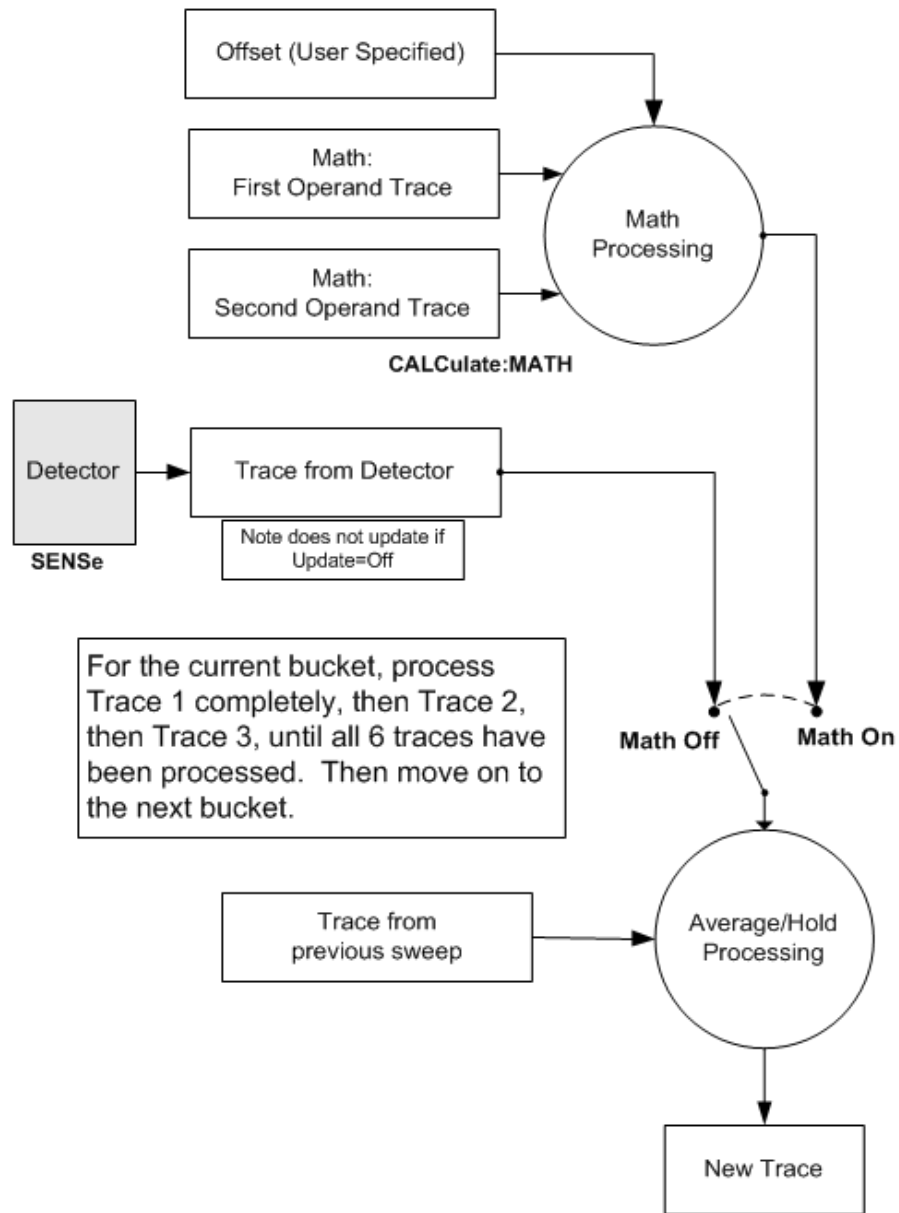 Offset (User Specified)
Math:
First Operand Trace
Math
Processing
Math:
Second Operand Trace
CALCulate:MATH
Detector
Trace from Detector
Note does not update if
Update=Off
SENSe
For the current bucket, process
Trace 1 completely, then Trace 2,
then Trace 3, until all 6 traces have
been processed.  Then move on to
the next bucket.
Math Off
Math On
Trace from
previous sweep
Average/Hold
Processing
New Trace